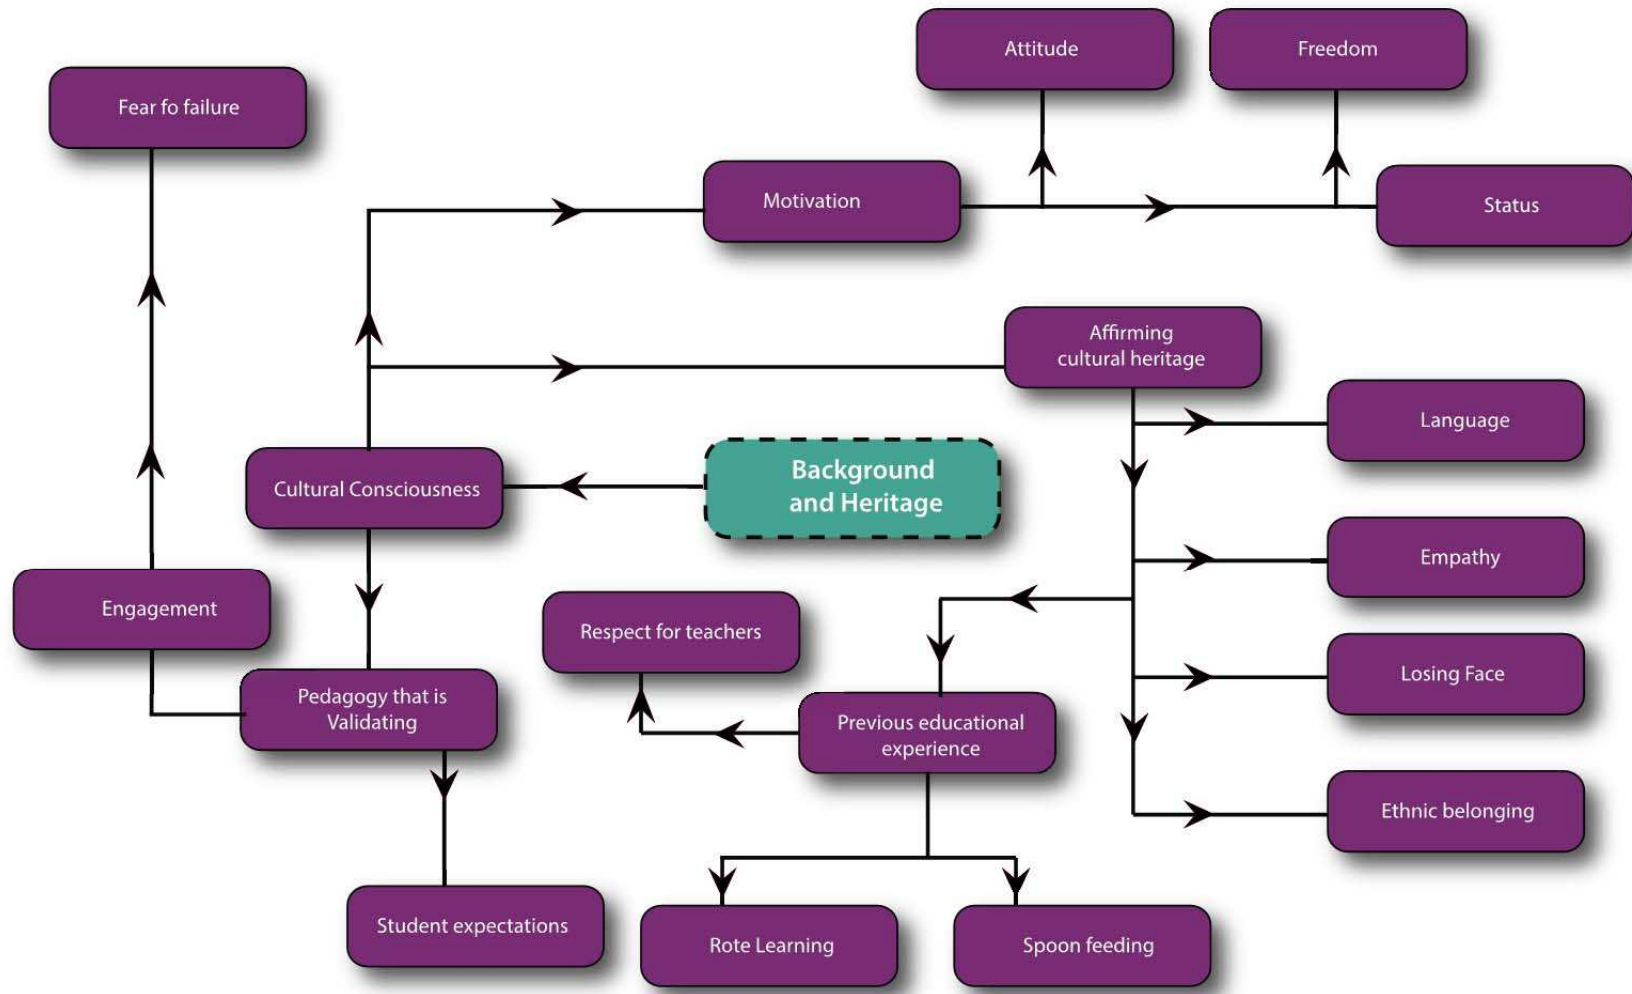 Attitude
Freedom
Fear fo failure
Motivation
Status
Affirming
cultural heritage
Language
Background
and Heritage
Cultural Consciousness
Empathy
Engagement
Respect for teachers
Losing Face
Pedagogy that is
Validating
Previous educational
experience
Ethnic belonging
Student expectations
Rote Learning
Spoon feeding